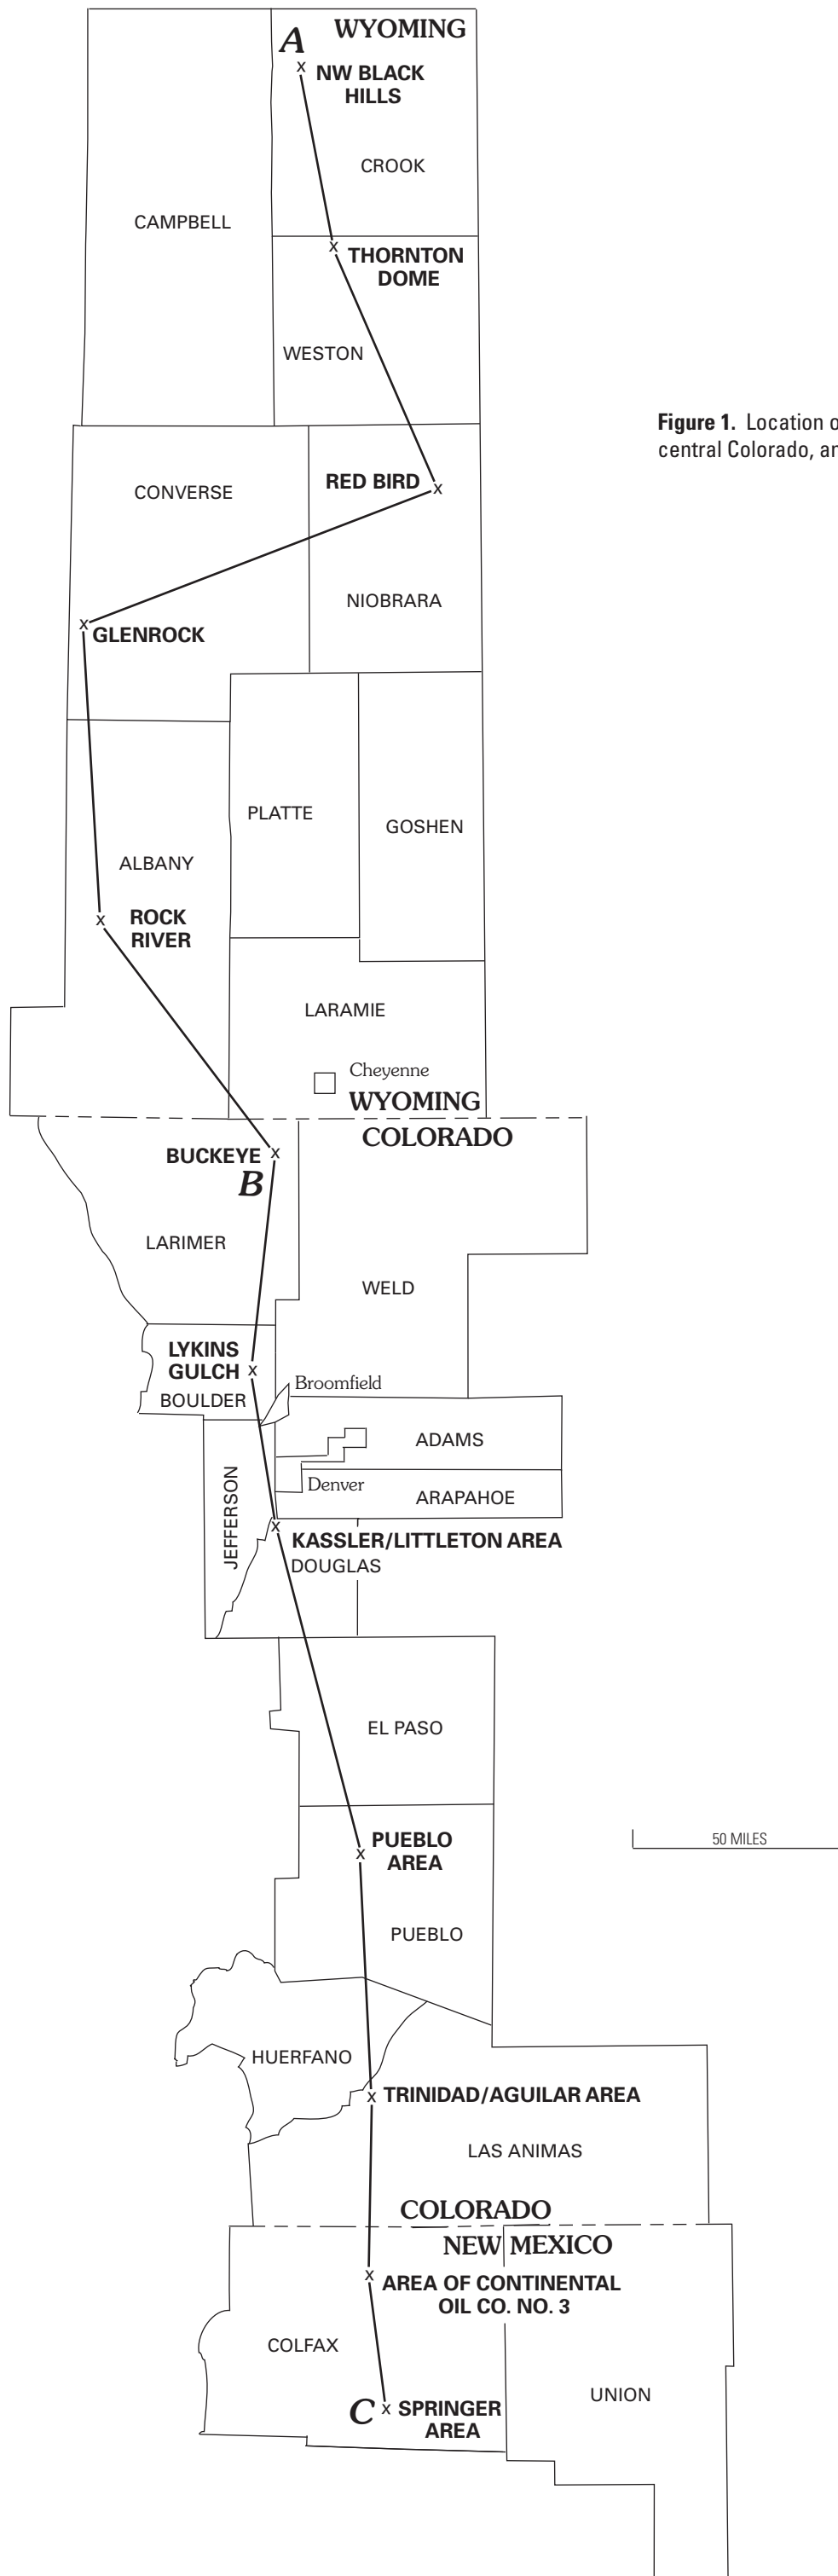 WYOMING
A
NW BLACK
HILLS
CROOK
CAMPBELL
THORNTON
DOME
WESTON
Figure 1. Location o
central Colorado, an
RED BIRD
CONVERSE
NIOBRARA
GLENROCK
PLATTE
GOSHEN
ALBANY
ROCK
RIVER
LARAMIE
Cheyenne
WYOMING
COLORADO
BUCKEYE
B
LARIMER
WELD
LYKINS
GULCH
Broomfield
BOULDER
ADAMS
Denver
ARAPAHOE
JEFFERSON
KASSLER/LITTLETON AREA
DOUGLAS
EL PASO
50 MILES
PUEBLO
AREA
PUEBLO
HUERFANO
TRINIDAD/AGUILAR AREA
LAS ANIMAS
COLORADO
NEW MEXICO
AREA OF CONTINENTAL
OIL CO. NO. 3
COLFAX
UNION
C
SPRINGER
AREA